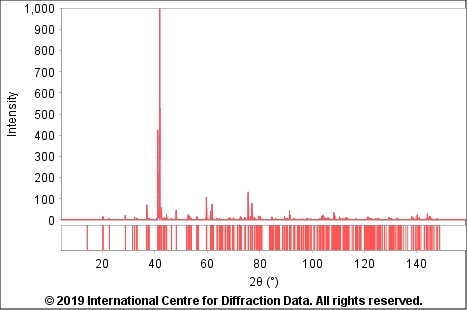 1,000
900
800
700
600
500
400
300
200
100
0
Intensity
20 40 60 80 100 120 140
2θ (°)
© 2019 International Centre for Diffraction Data. All rights reserved.